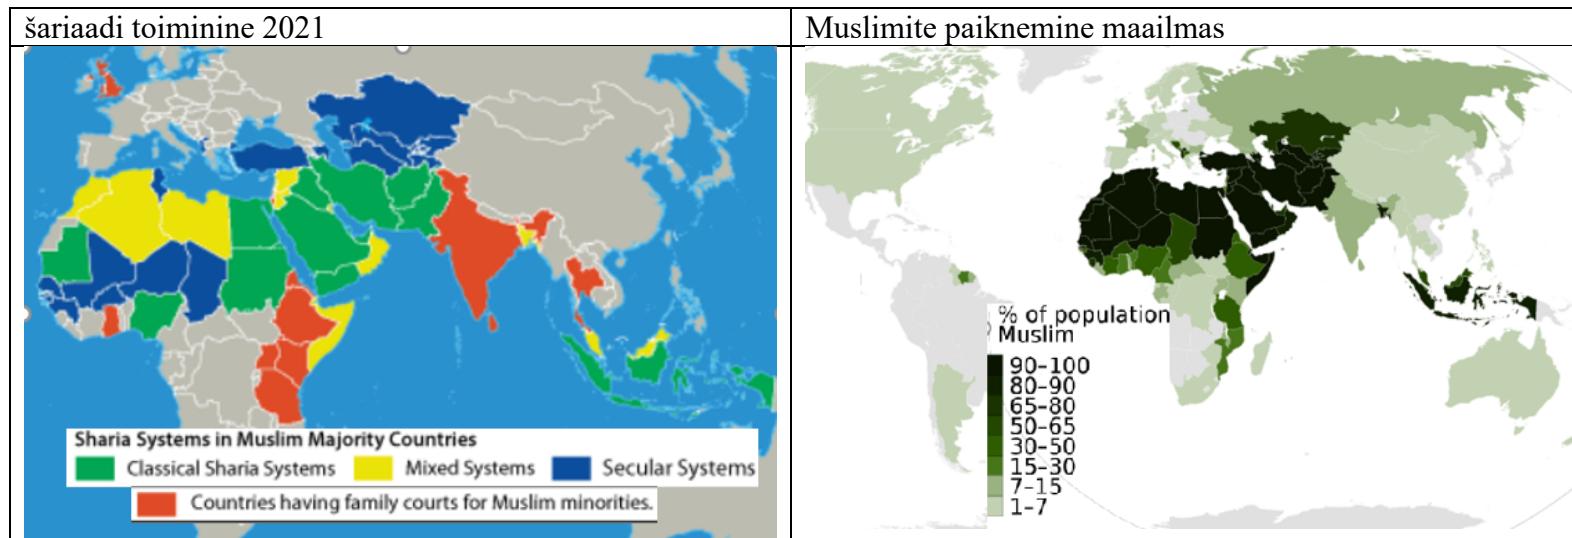 šariaadi toiminine 2021
Muslimite paiknemine maailmas
Sharia Systems in Muslim Majority Countries
Classical Sharia Systems
Mixed Systems
Secular Systems
Countries having family courts for Muslim minorities.
% of population
Muslim
90–100
80–90
65–80
50–65
30–50
15–30
7–15
1–7